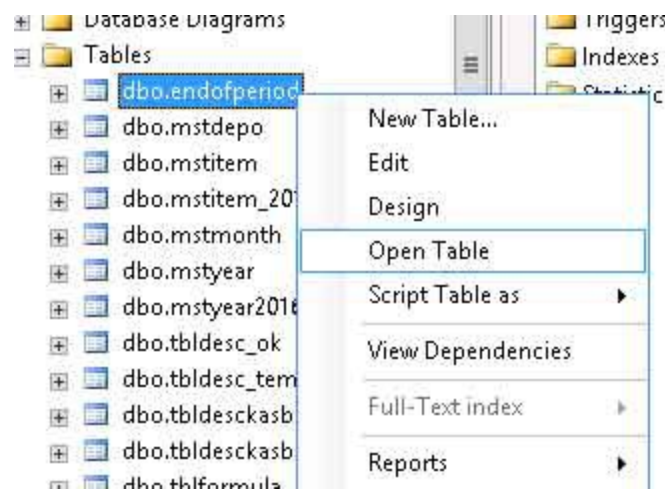 Database Diagrams
Tables
dbo.endofperiod
dbo.mstdepo
dbo.mstitem
dbo.mstitem_20
dbo.mstmonth
dbo.mstyear
dbo.mstyear2016
dbo.tbldesc_ok
dbo.tbldesc_tem
dbo.tbldesckasb
dbo.tbldesckasb
dbo.tblformula
New Table...
Edit
Design
Open Table
Script Table as
View Dependencies
Full-Text index
Reports
Triggers
Indexes
Statistic